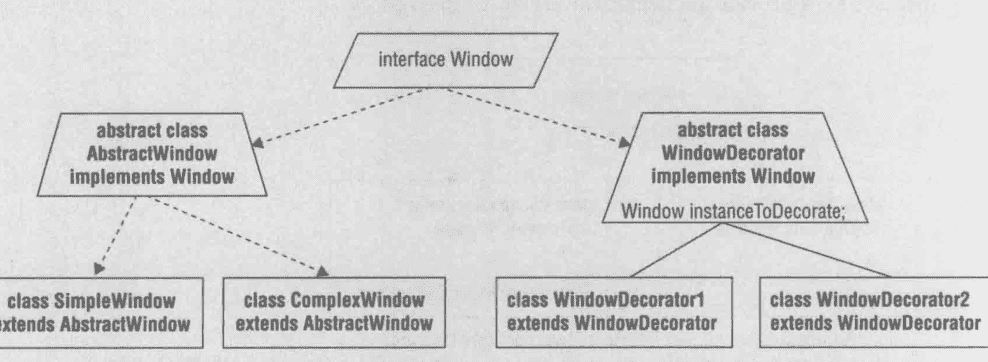 interface Window
abstract class
AbstractWindow
implements Window
abstract class
WindowDecorator
implements Window
Window instanceToDecorate;
class SimpleWindow
extends AbstractWindow
class ComplexWindow
extends AbstractWindow
class WindowDecorator1
extends WindowDecorator
class WindowDecorator2
extends WindowDecorator